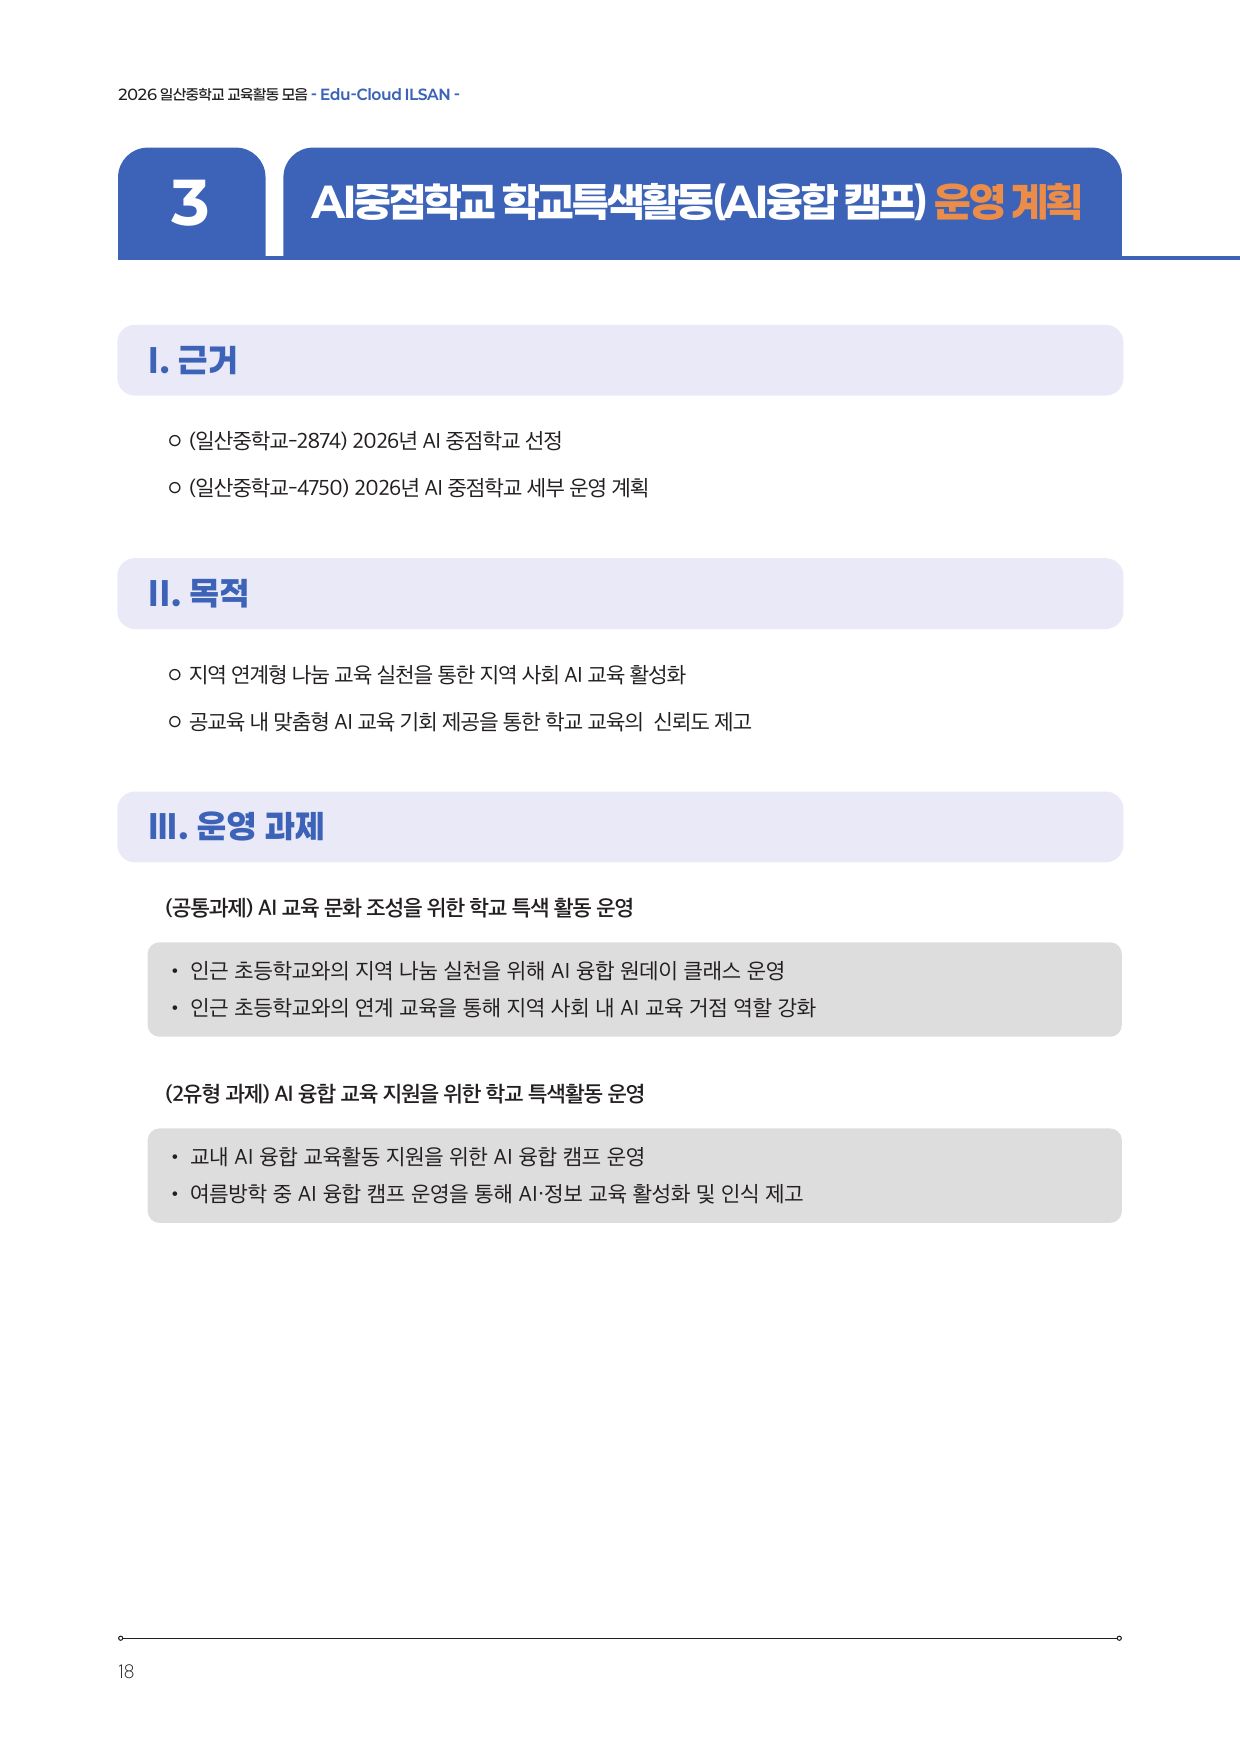 2026 일산중학교 교육활동 모음 - Edu-Cloud ILSAN -
3
AI중점학교 학교특색활동(AI융합 캠프) 운영 계획
I. 근거
○ (일산중학교-2874) 2026년 AI 중점학교 선정
○ (일산중학교-4750) 2026년 AI 중점학교 세부 운영 계획
II. 목적
○ 지역 연계형 나눔 교육 실천을 통한 지역 사회 AI 교육 활성화
○ 공교육 내 맞춤형 AI 교육 기회 제공을 통한 학교 교육의  신뢰도 제고
III. 운영 과제
(공통과제) AI 교육 문화 조성을 위한 학교 특색 활동 운영
• 인근 초등학교와의 지역 나눔 실천을 위해 AI 융합 원데이 클래스 운영
• 인근 초등학교와의 연계 교육을 통해 지역 사회 내 AI 교육 거점 역할 강화
(2유형 과제) AI 융합 교육 지원을 위한 학교 특색활동 운영
• 교내 AI 융합 교육활동 지원을 위한 AI 융합 캠프 운영
• 여름방학 중 AI 융합 캠프 운영을 통해 AI·정보 교육 활성화 및 인식 제고
18